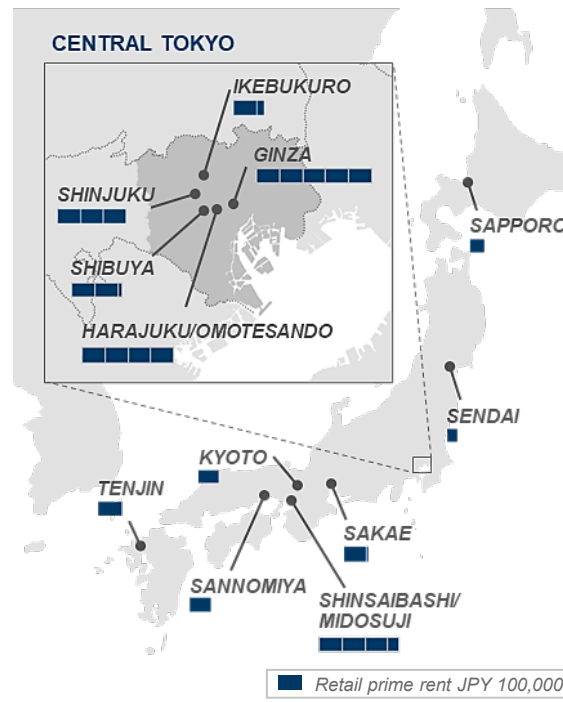 CENTRAL TOKYO
IKEBUKURO
GINZA
SHINJUKU
SHIBUYA
HARAJUKU/OMOTESANDO
SAPPORO
SENDAI
KYOTO
TENJIN
SAKAE
SANNOMIYA
SHINSAIBASHI/
MIDOSUJI
Retail prime rent JPY 100,000